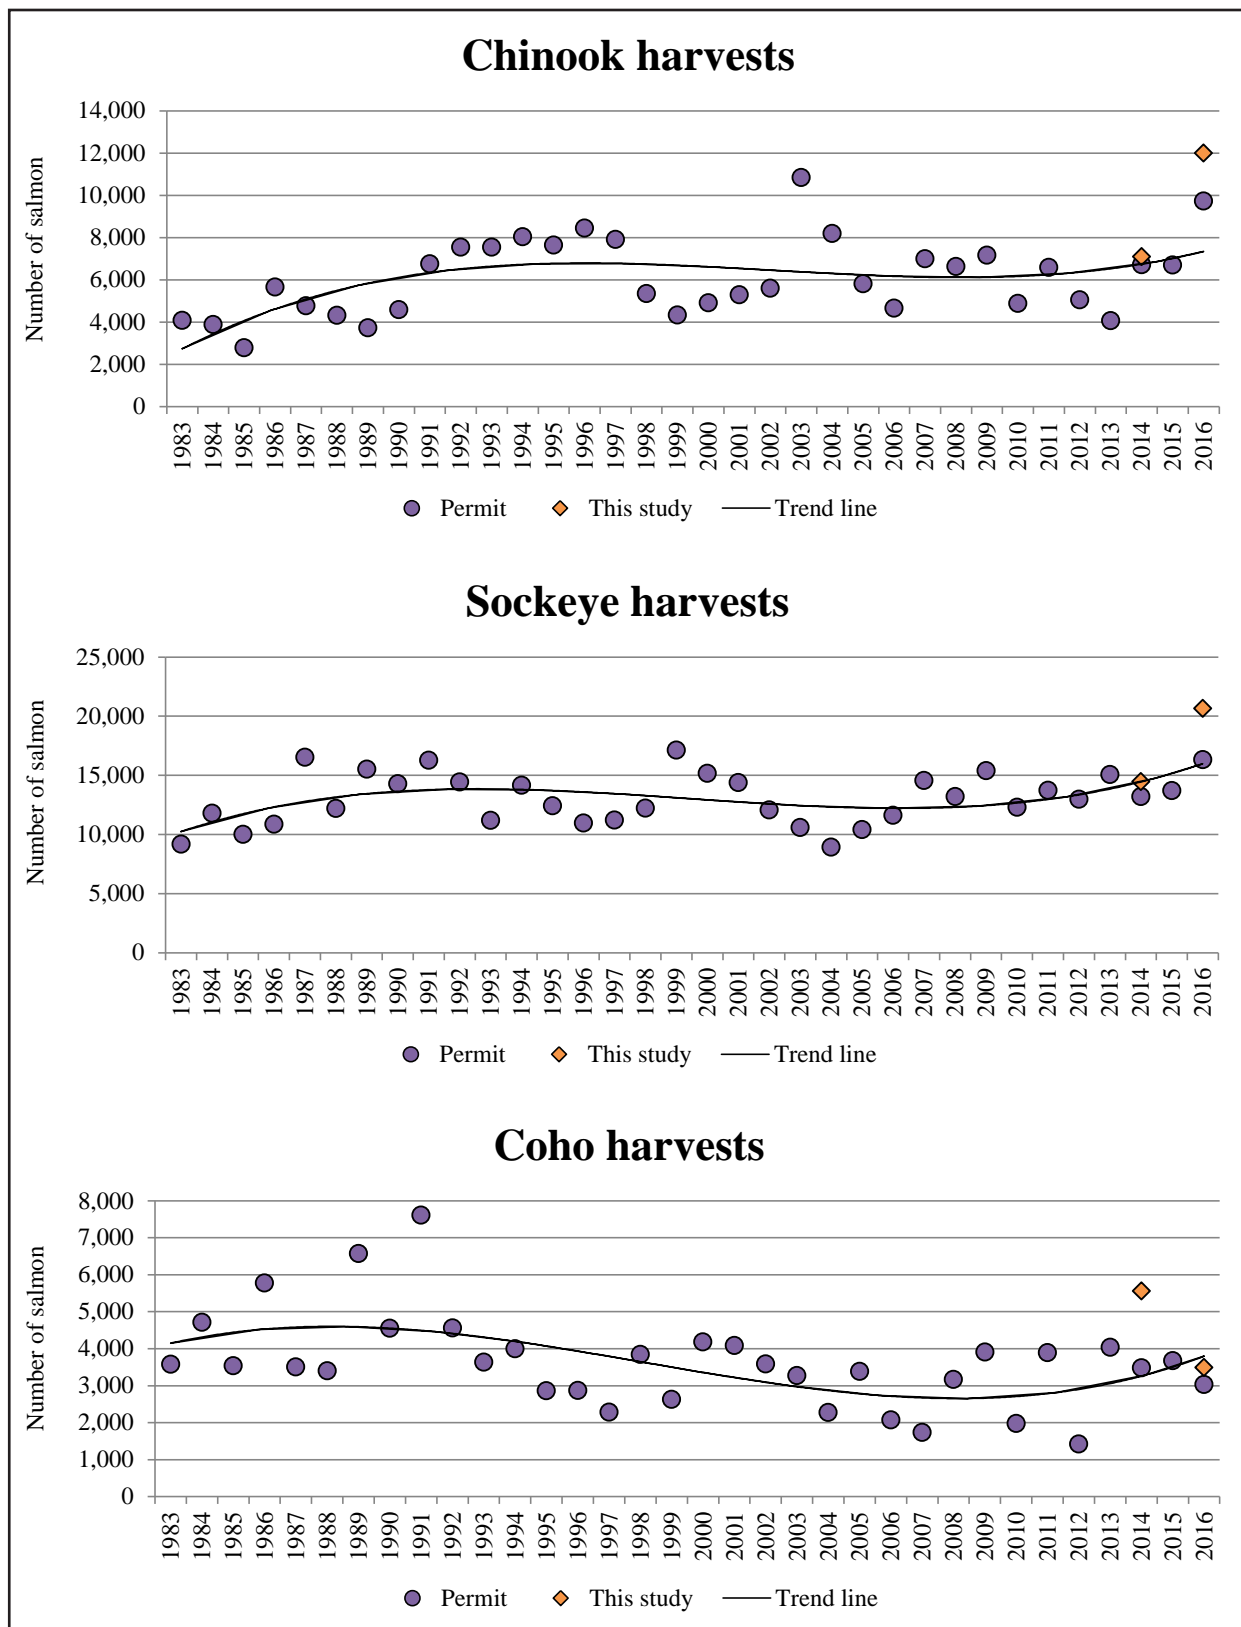 Chinook harvests
Number of salmon
14,000
12,000
10,000
8,000
6,000
4,000
2,000
0
1983 1984 1985 1986 1987 1988 1989 1990 1991 1992 1993 1994 1995 1996 1997 1998 1999 2000 2001 2002 2003 2004 2005 2006 2007 2008 2009 2010 2011 2012 2013 2014 2015 2016
Permit This study Trend line
Sockeye harvests
Number of salmon
25,000
20,000
15,000
10,000
5,000
0
1983 1984 1985 1986 1987 1988 1989 1990 1991 1992 1993 1994 1995 1996 1997 1998 1999 2000 2001 2002 2003 2004 2005 2006 2007 2008 2009 2010 2011 2012 2013 2014 2015 2016
Permit This study Trend line
Coho harvests
Number of salmon
8,000
7,000
6,000
5,000
4,000
3,000
2,000
1,000
0
1983 1984 1985 1986 1987 1988 1989 1990 1991 1992 1993 1994 1995 1996 1997 1998 1999 2000 2001 2002 2003 2004 2005 2006 2007 2008 2009 2010 2011 2012 2013 2014 2015 2016
Permit This study Trend line